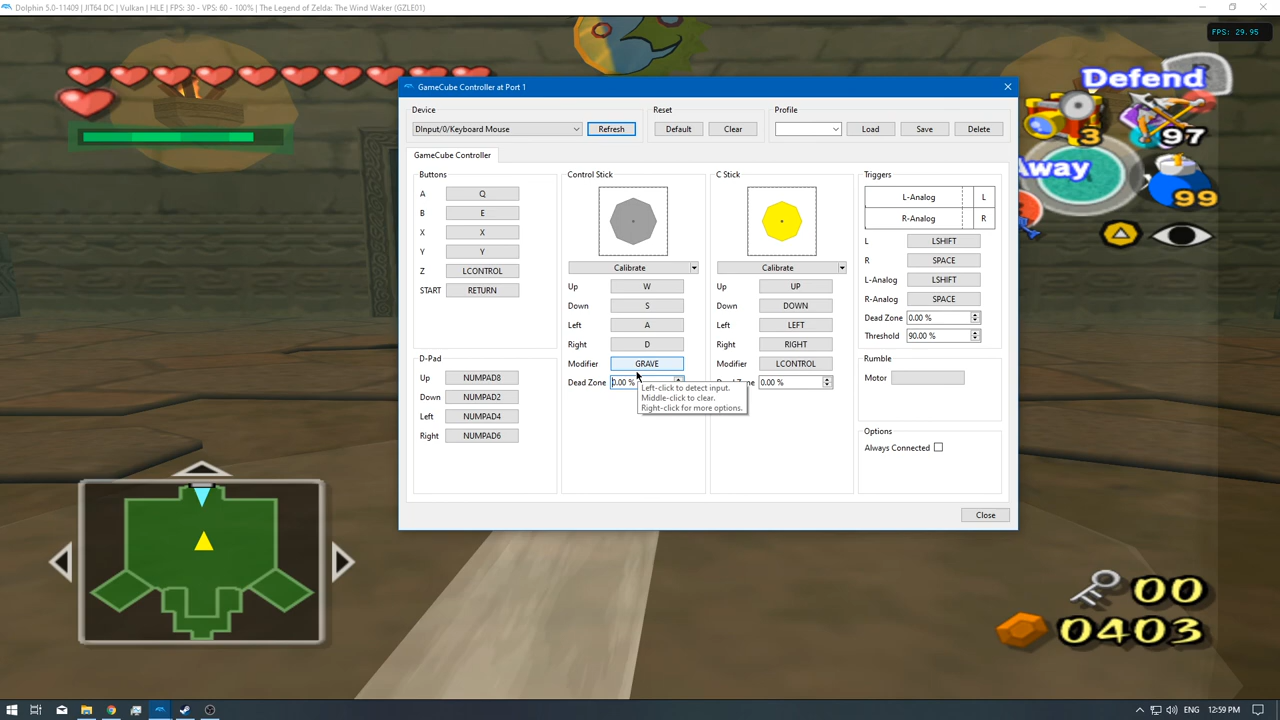 Dolphin 5.0-11409 | JIT64 DC | Vulkan | HLE | FPS: 30 - VPS: 60 - 100% | The Legend of Zelda: The Wind Waker (GZLE01)
FPS: 29.95
Defend
3
97
Away
99
GameCube Controller at Port 1
Device
Reset
Profile
DInput/0/Keyboard Mouse
Refresh
Default
Clear
Load
Save
Delete
GameCube Controller
Buttons
A Q
B E
X X
Y Y
Z LCONTROL
START RETURN
D-Pad
Up NUMPAD8
Down NUMPAD2
Left NUMPAD4
Right NUMPAD6
Control Stick
Calibrate
Up W
Down S
Left A
Right D
Modifier GRAVE
Dead Zone 0.00 %
Left-click to detect input.
Middle-click to clear.
Right-click for more options.
C Stick
Calibrate
Up UP
Down DOWN
Left LEFT
Right RIGHT
Modifier LCONTROL
0.00 %
Triggers
L-Analog L
R-Analog R
L LSHIFT
R SPACE
L-Analog LSHIFT
R-Analog SPACE
Dead Zone 0.00 %
Threshold 90.00 %
Rumble
Motor
Options
Always Connected
Close
00
0403
ENG 12:59 PM